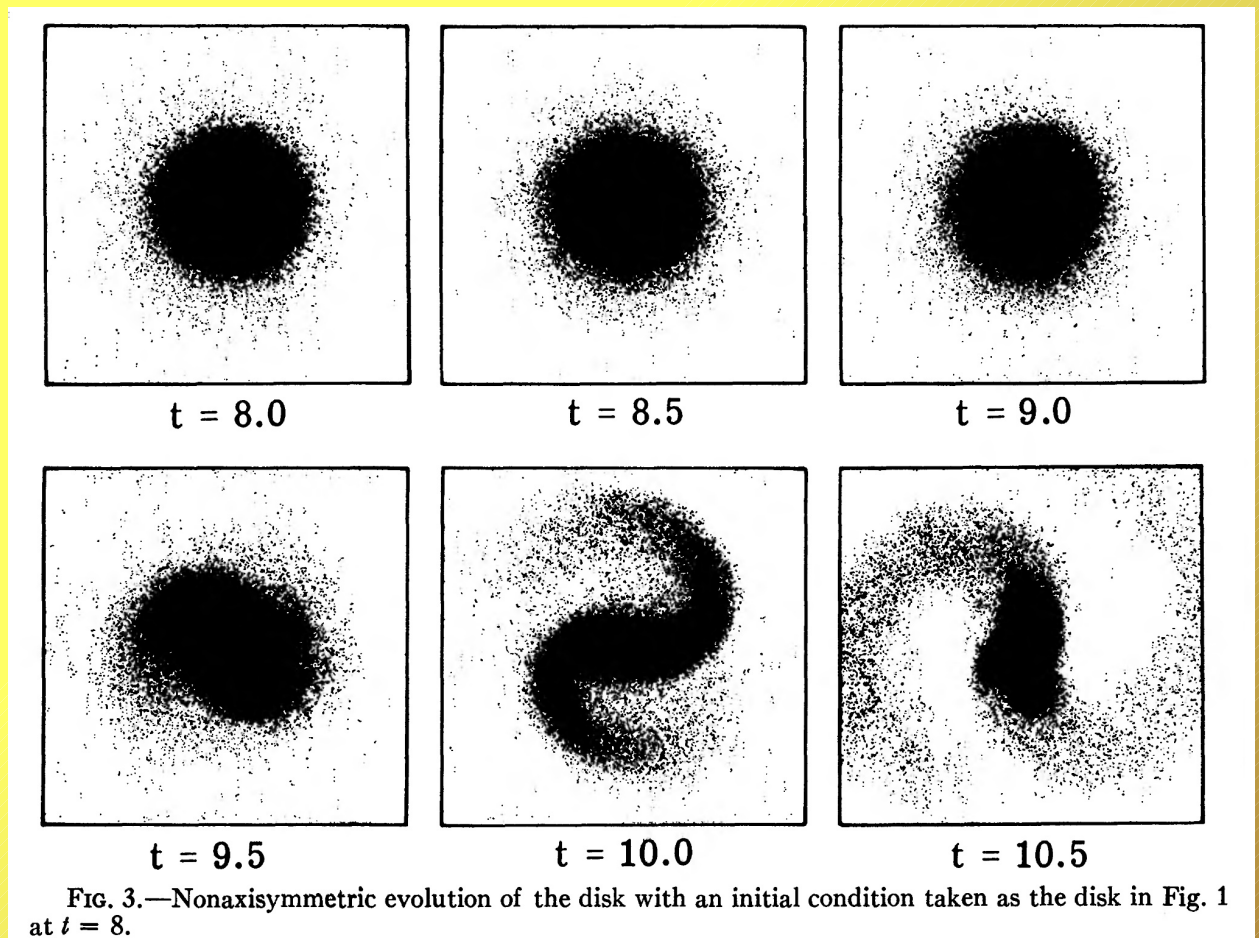 t = 8.0
t = 8.5
t = 9.0
t = 9.5
t = 10.0
t = 10.5
FIG. 3.—Nonaxisymmetric evolution of the disk with an initial condition taken as the disk in Fig. 1
at t = 8.